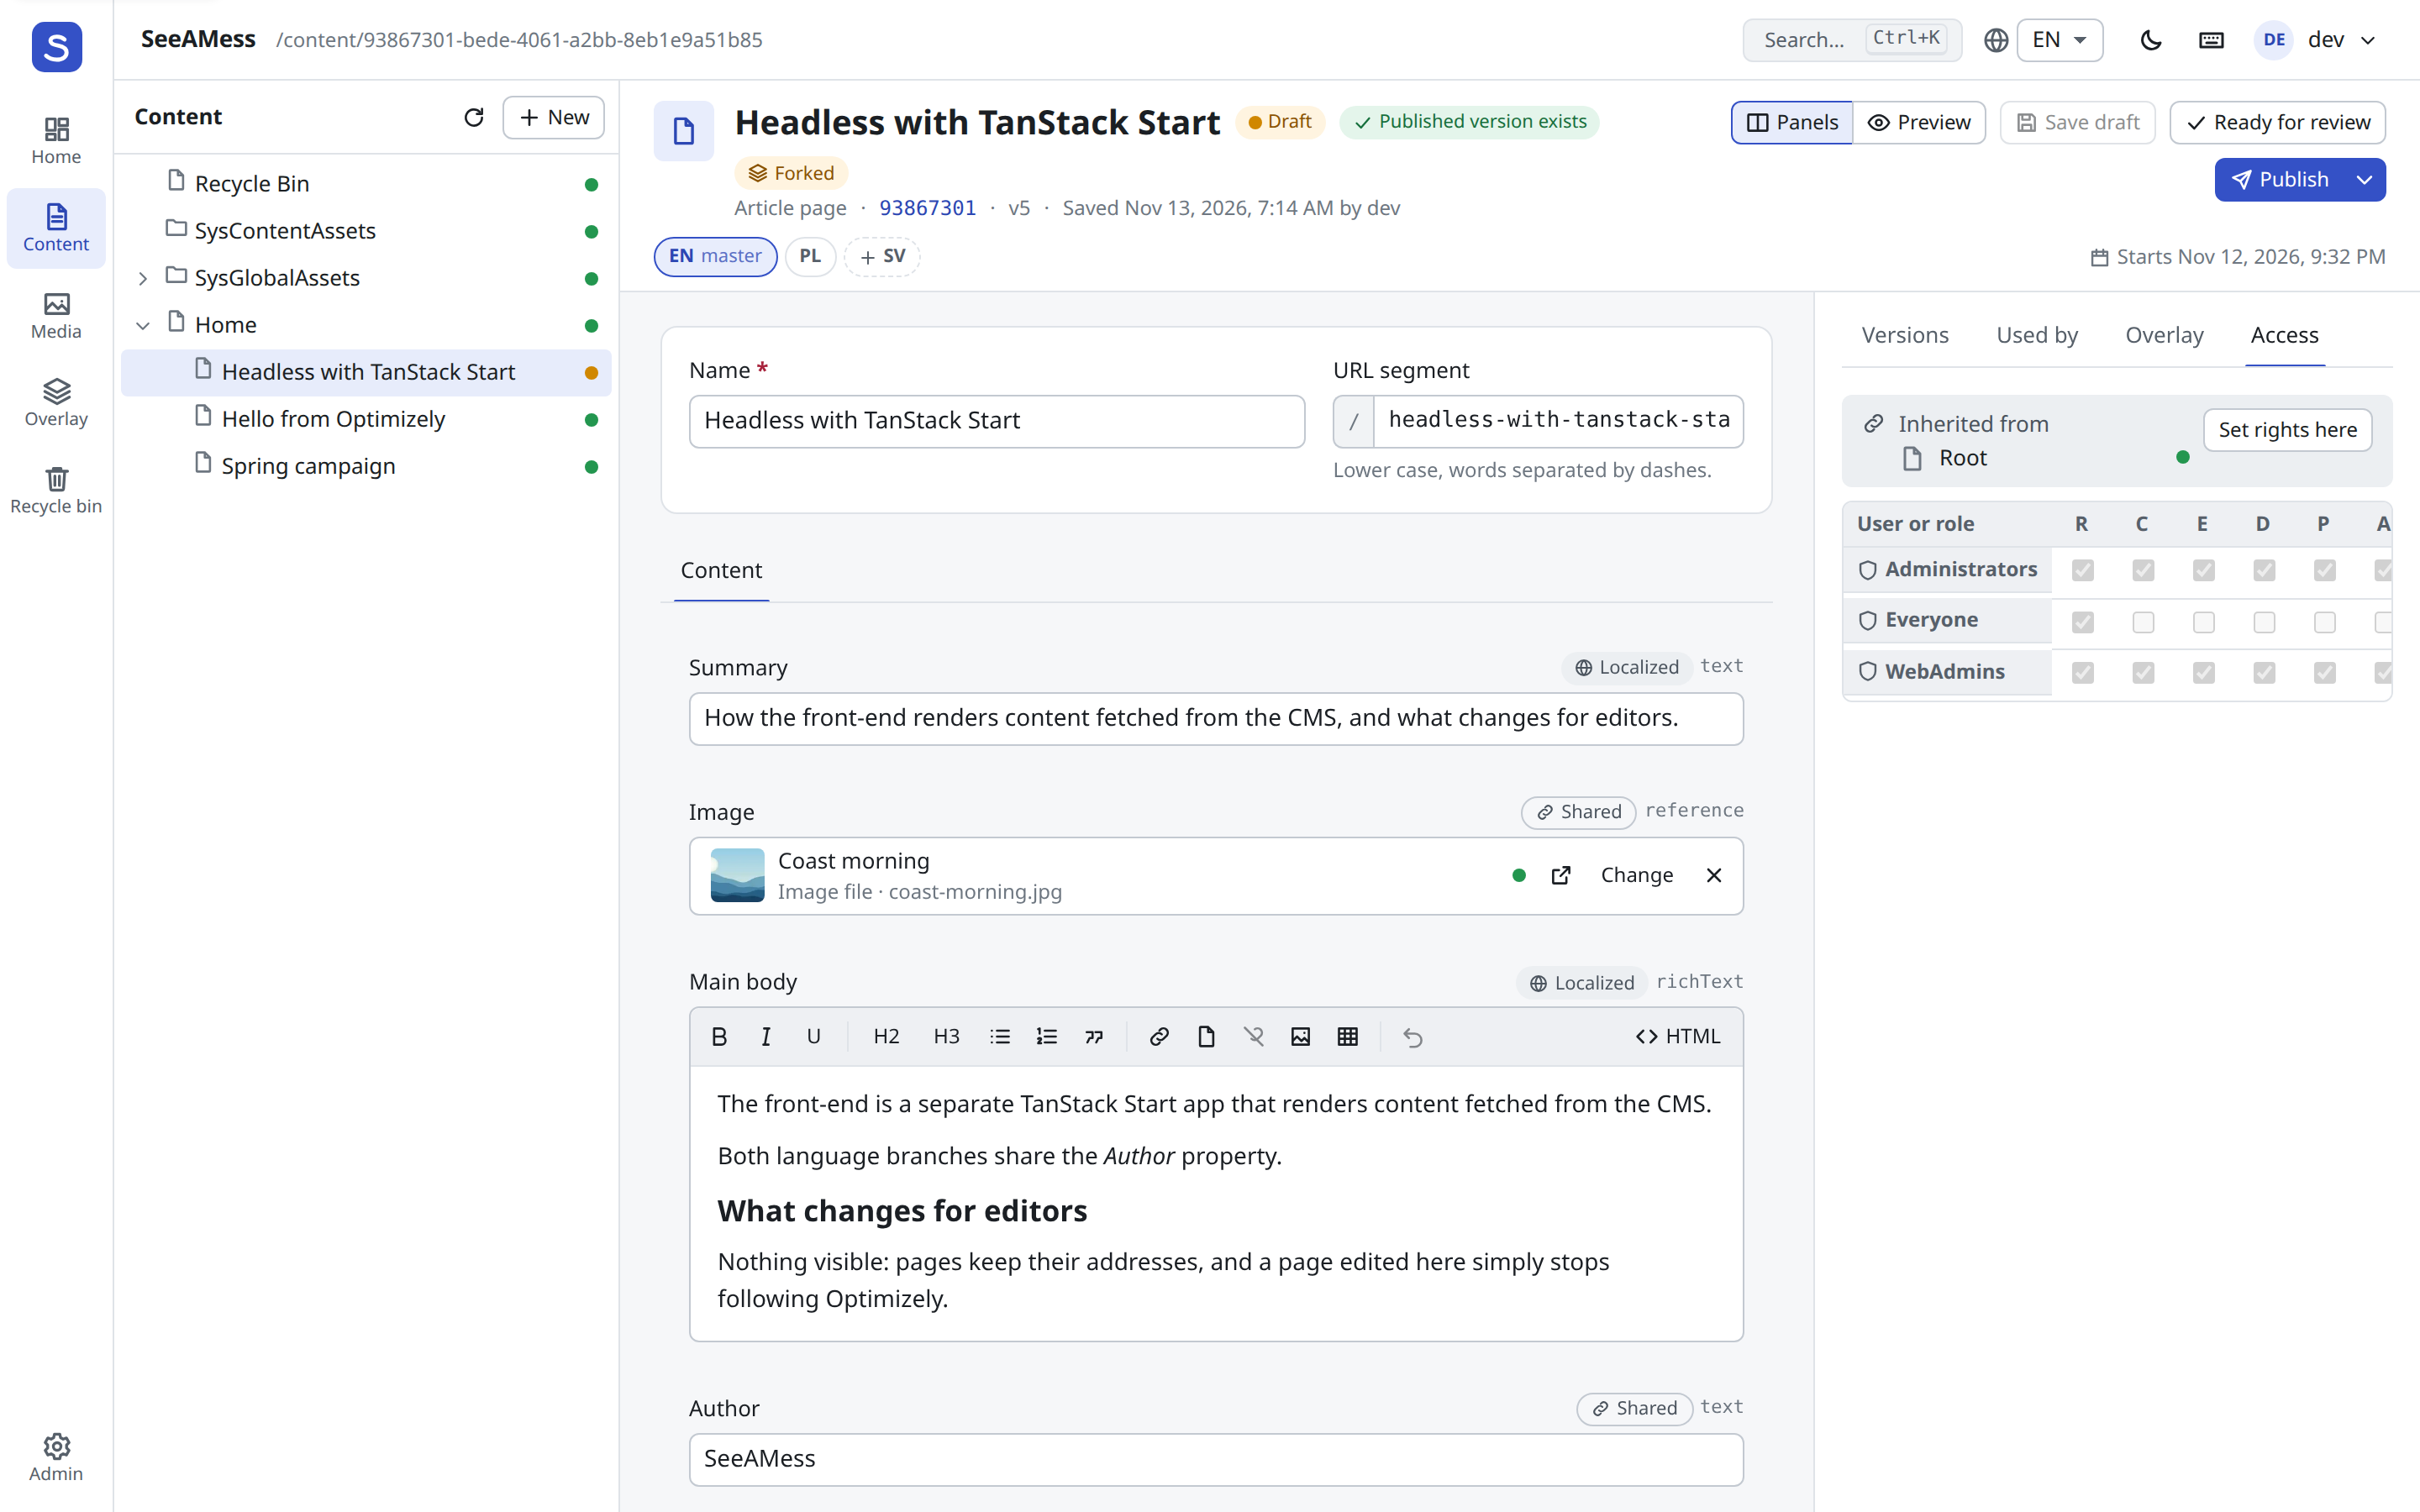 S
SeeAMess /content/93867301-bede-4061-a2bb-8eb1e9a51b85
Search... Ctrl+K
EN
DE dev
Home
Content
Media
Overlay
Recycle bin
Admin
Content
New
Recycle Bin
SysContentAssets
SysGlobalAssets
Home
Headless with TanStack Start
Hello from Optimizely
Spring campaign
Headless with TanStack Start
Draft
Published version exists
Forked
Article page · 93867301 · v5 · Saved Nov 13, 2026, 7:14 AM by dev
Panels
Preview
Save draft
Ready for review
Publish
EN master
PL
+ SV
Starts Nov 12, 2026, 9:32 PM
Name *
Headless with TanStack Start
URL segment
/ headless-with-tanstack-sta
Lower case, words separated by dashes.
Content
Summary
Localized text
How the front-end renders content fetched from the CMS, and what changes for editors.
Image
Shared reference
Coast morning
Image file · coast-morning.jpg
Change
Main body
Localized richText
B I U H2 H3
HTML
The front-end is a separate TanStack Start app that renders content fetched from the CMS.
Both language branches share the Author property.
What changes for editors
Nothing visible: pages keep their addresses, and a page edited here simply stops
following Optimizely.
Author
Shared text
SeeAMess
Versions
Used by
Overlay
Access
Inherited from
Root
Set rights here
User or role R C E D P A
Administrators
Everyone
WebAdmins